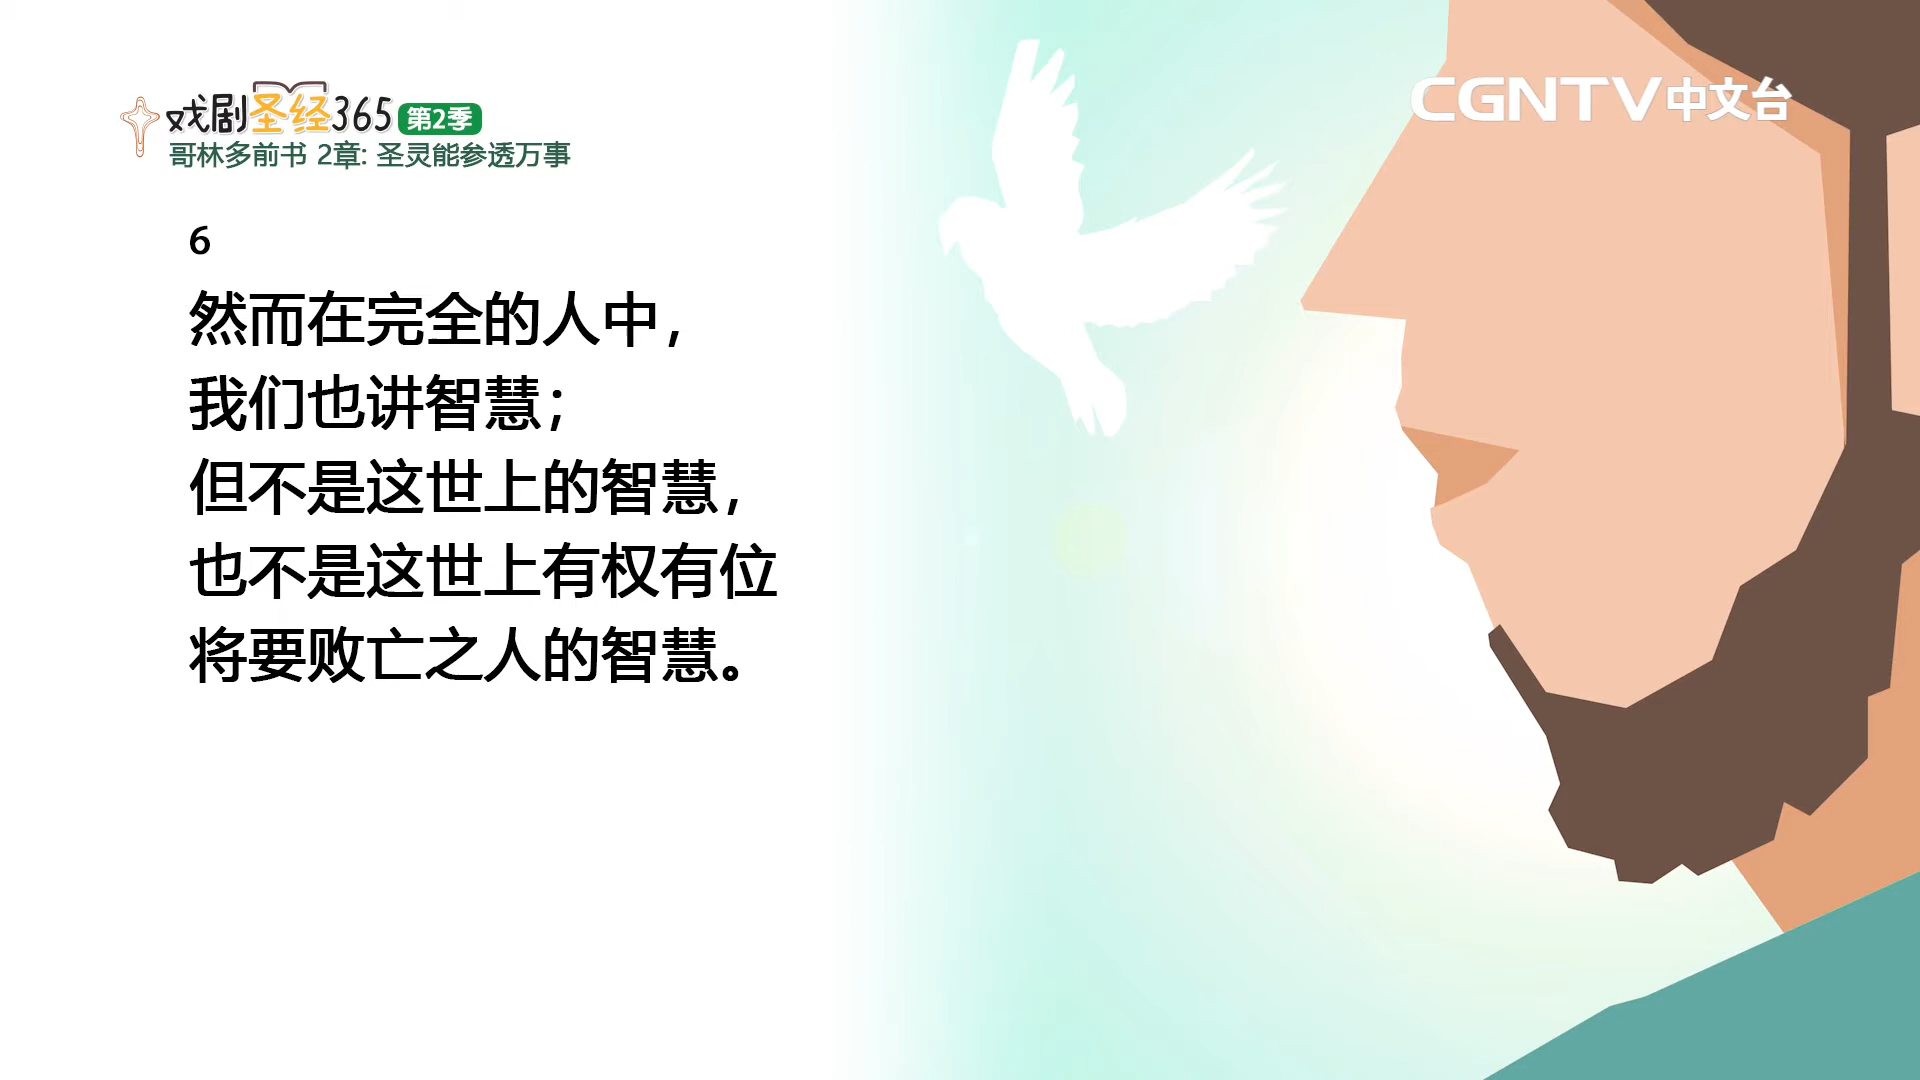 戏剧圣经365 第2季
CGNTV中文台
哥林多前书 2章: 圣灵能参透万事
6
然而在完全的人中，
我们也讲智慧；
但不是这世上的智慧，
也不是这世上有权有位
将要败亡之人的智慧。